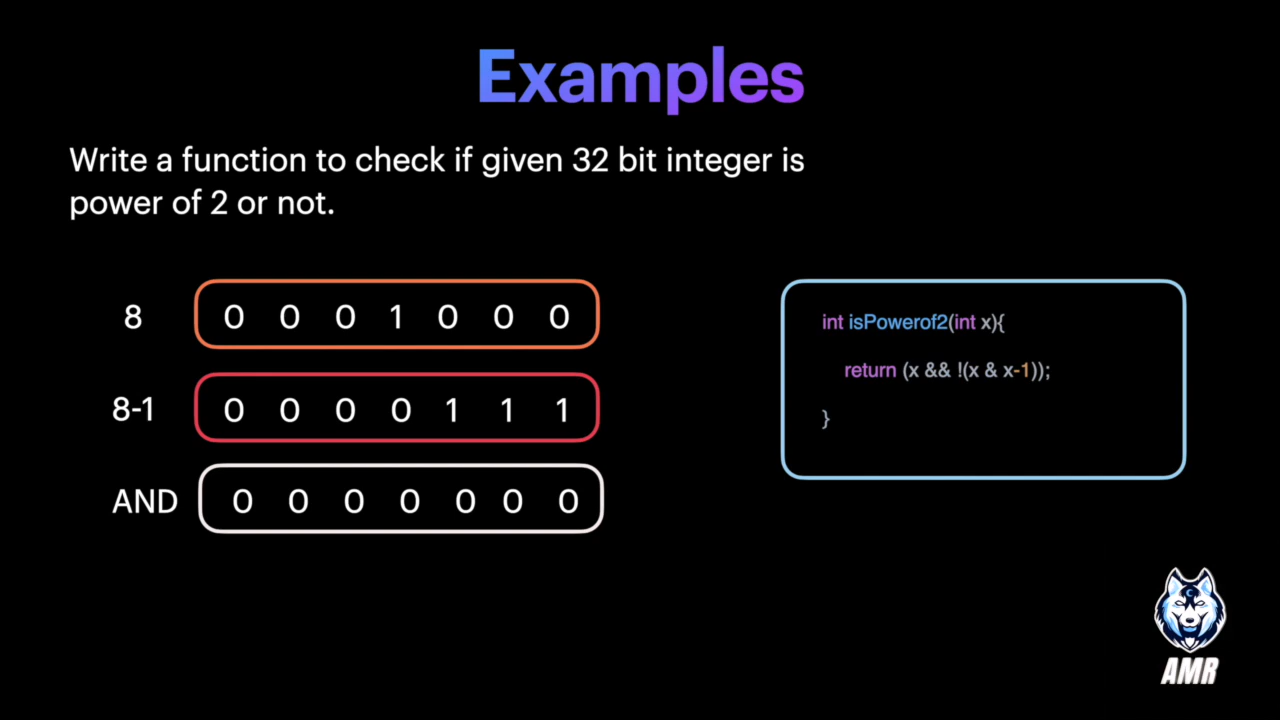 Examples
Write a function to check if given 32 bit integer is
power of 2 or not.
8 0 0 0 1 0 0 0
8-1 0 0 0 0 1 1 1
AND 0 0 0 0 0 0 0
int isPowerof2(int x){
return (x && !(x & x-1));
}
AMR